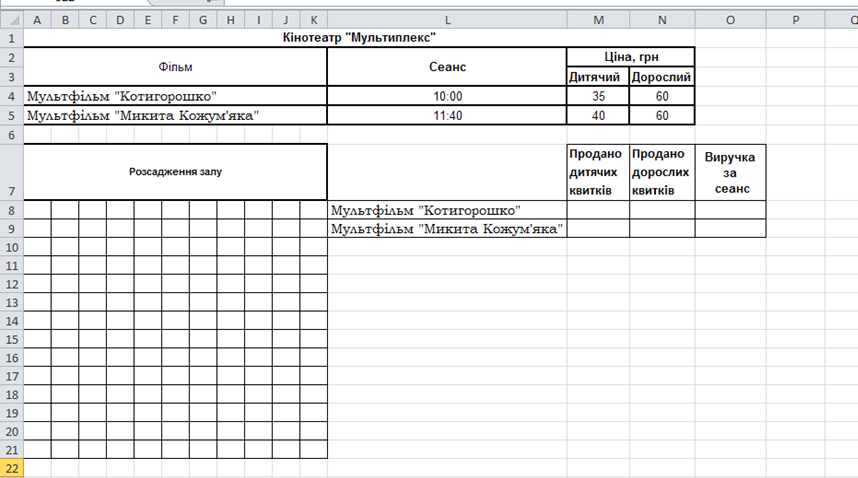 A B C D E F G H I J K L M N O P Q
1 Кінотеатр "Мультиплекс"
2 Фільм Сеанс Ціна, грн
3 Дитячий Дорослий
4 Мультфільм "Котигорошко" 10:00 35 60
5 Мультфільм "Микита Кожум'яка" 11:40 40 60
6
7 Розсадження залу Продано дитячих квитків Продано дорослих квитків Виручка за сеанс
8 Мультфільм "Котигорошко"
9 Мультфільм "Микита Кожум'яка"
10
11
12
13
14
15
16
17
18
19
20
21
22